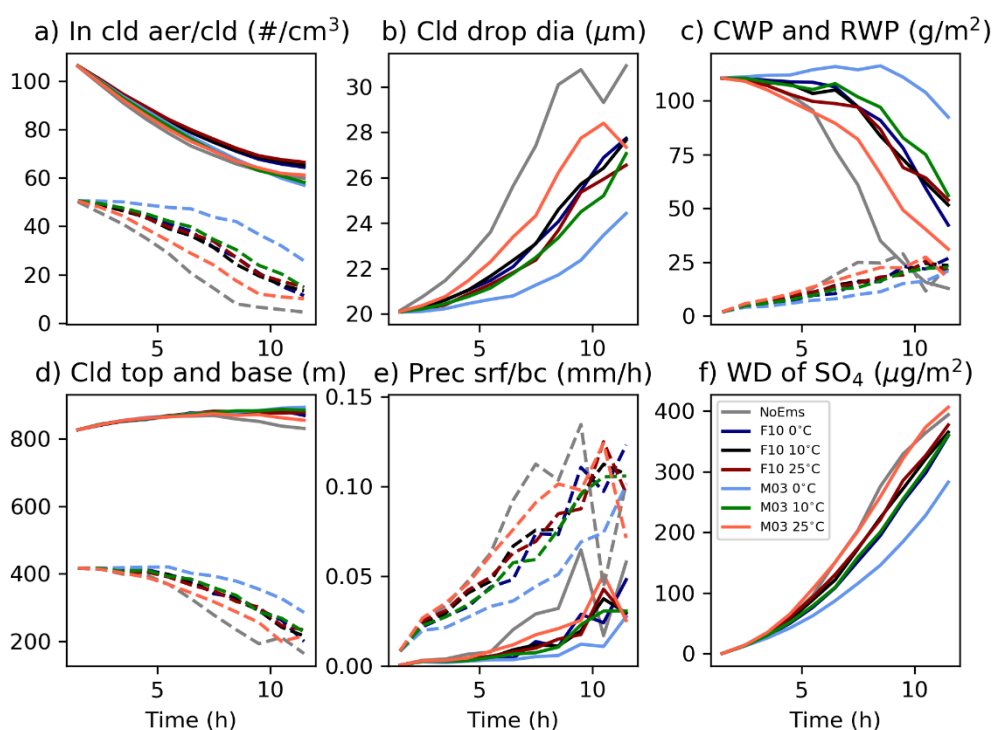 a) In cld aer/cld (#/cm³)
b) Cld drop dia (μm)
c) CWP and RWP (g/m²)
100
80
60
40
20
0
5
10
30
28
26
24
22
20
5
10
100
75
50
25
0
5
10
d) Cld top and base (m)
e) Prec srf/bc (mm/h)
f) WD of SO₄ (μg/m²)
800
600
400
200
5
10
Time (h)
0.15
0.10
0.05
0.00
5
10
Time (h)
400
300
200
100
0
NoEms
F10 0°C
F10 10°C
F10 25°C
M03 0°C
M03 10°C
M03 25°C
5
10
Time (h)